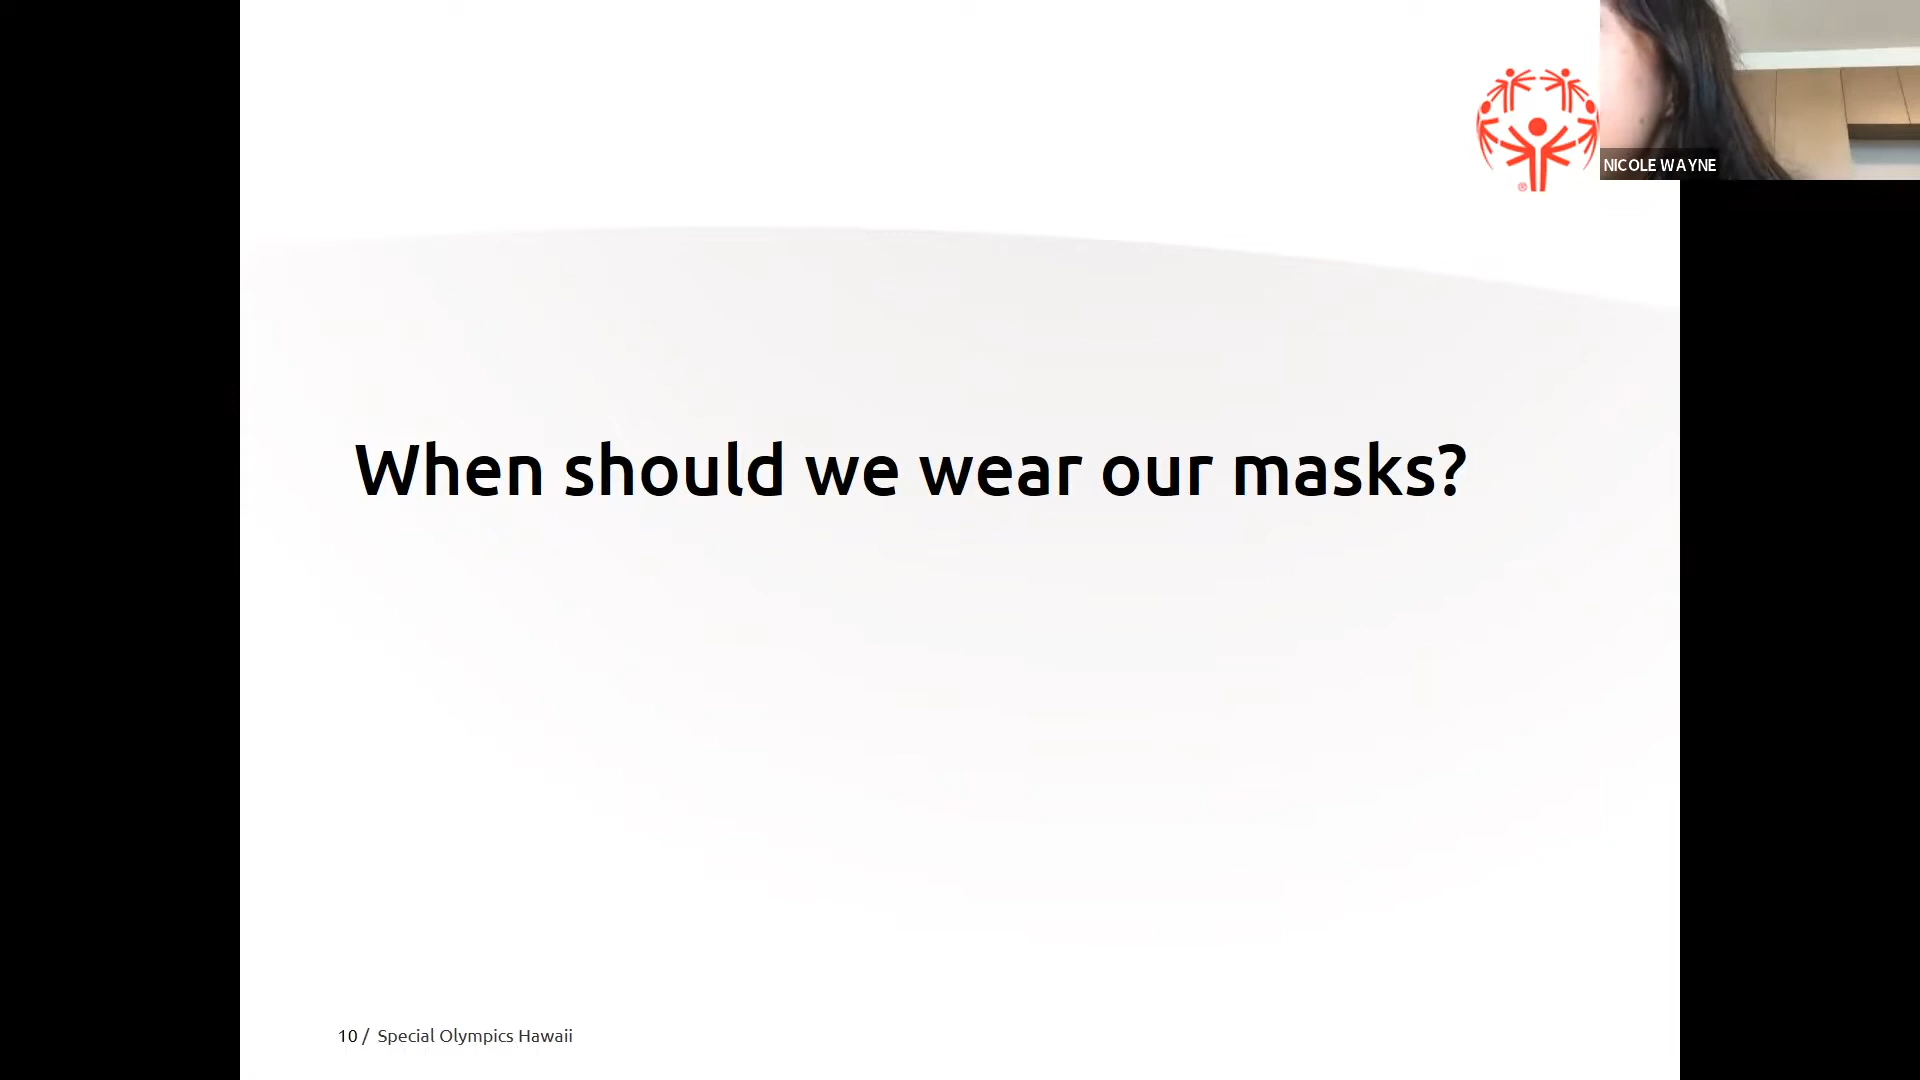 ®
NICOLE WAYNE
When should we wear our masks?
10 / Special Olympics Hawaii